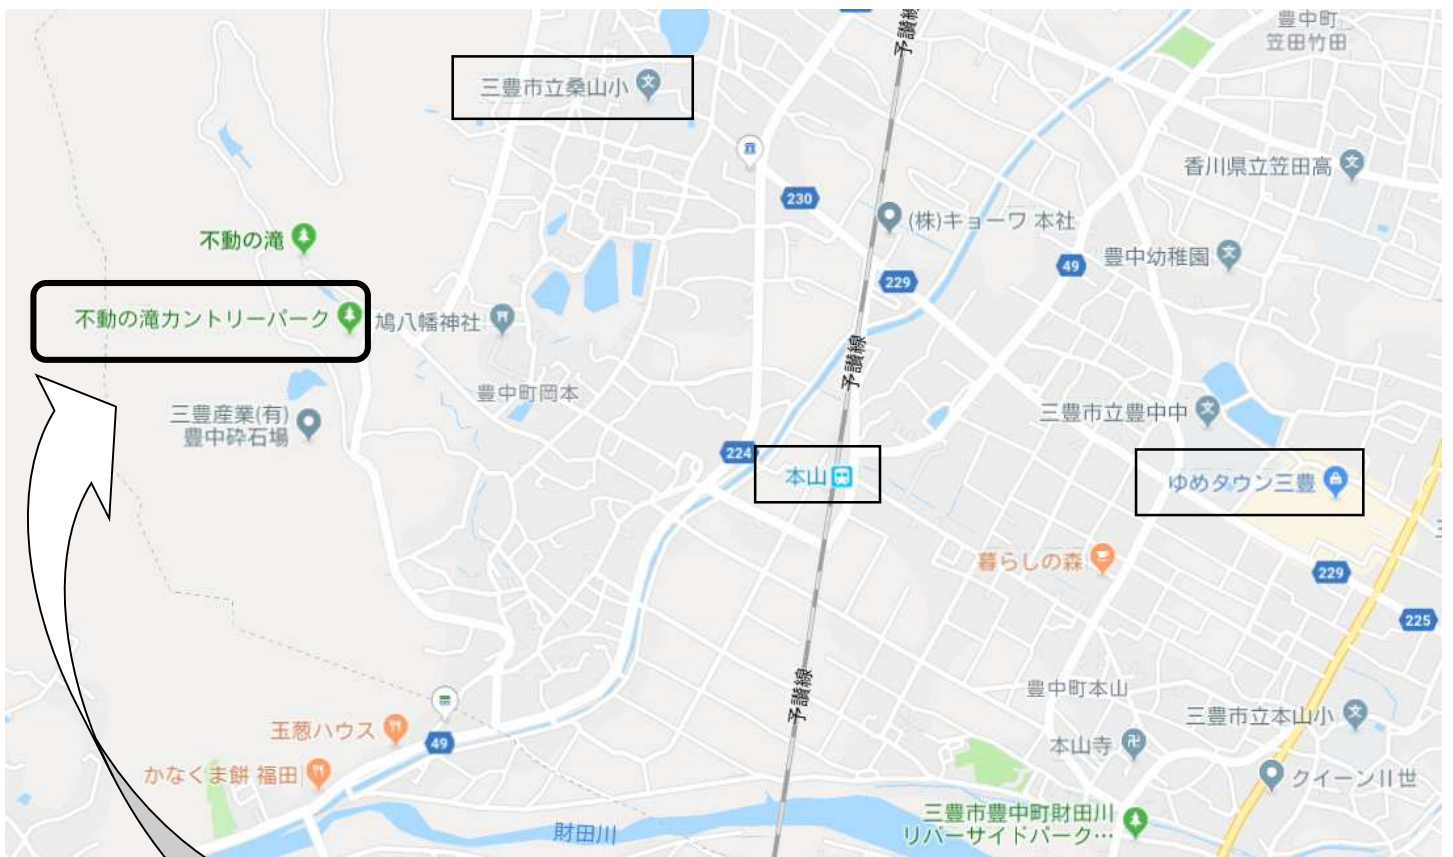 豊中町
笠田竹田
予讃線
三豊市立桑山小
香川県立笠田高
230
(株)キョーワ 本社
不動の滝
豊中幼稚園
49
229
不動の滝カントリーパーク
鳩八幡神社
予讃線
豊中町岡本
三豊産業(有)
豊中砕石場
三豊市立豊中中
224
本山
ゆめタウン三豊
暮らしの森
229
225
予讃線
豊中町本山
三豊市立本山小
玉葱ハウス
49
本山寺
かなくま餅 福田
クイーンII世
三豊市豊中町財田川
リバーサイドパーク…
財田川